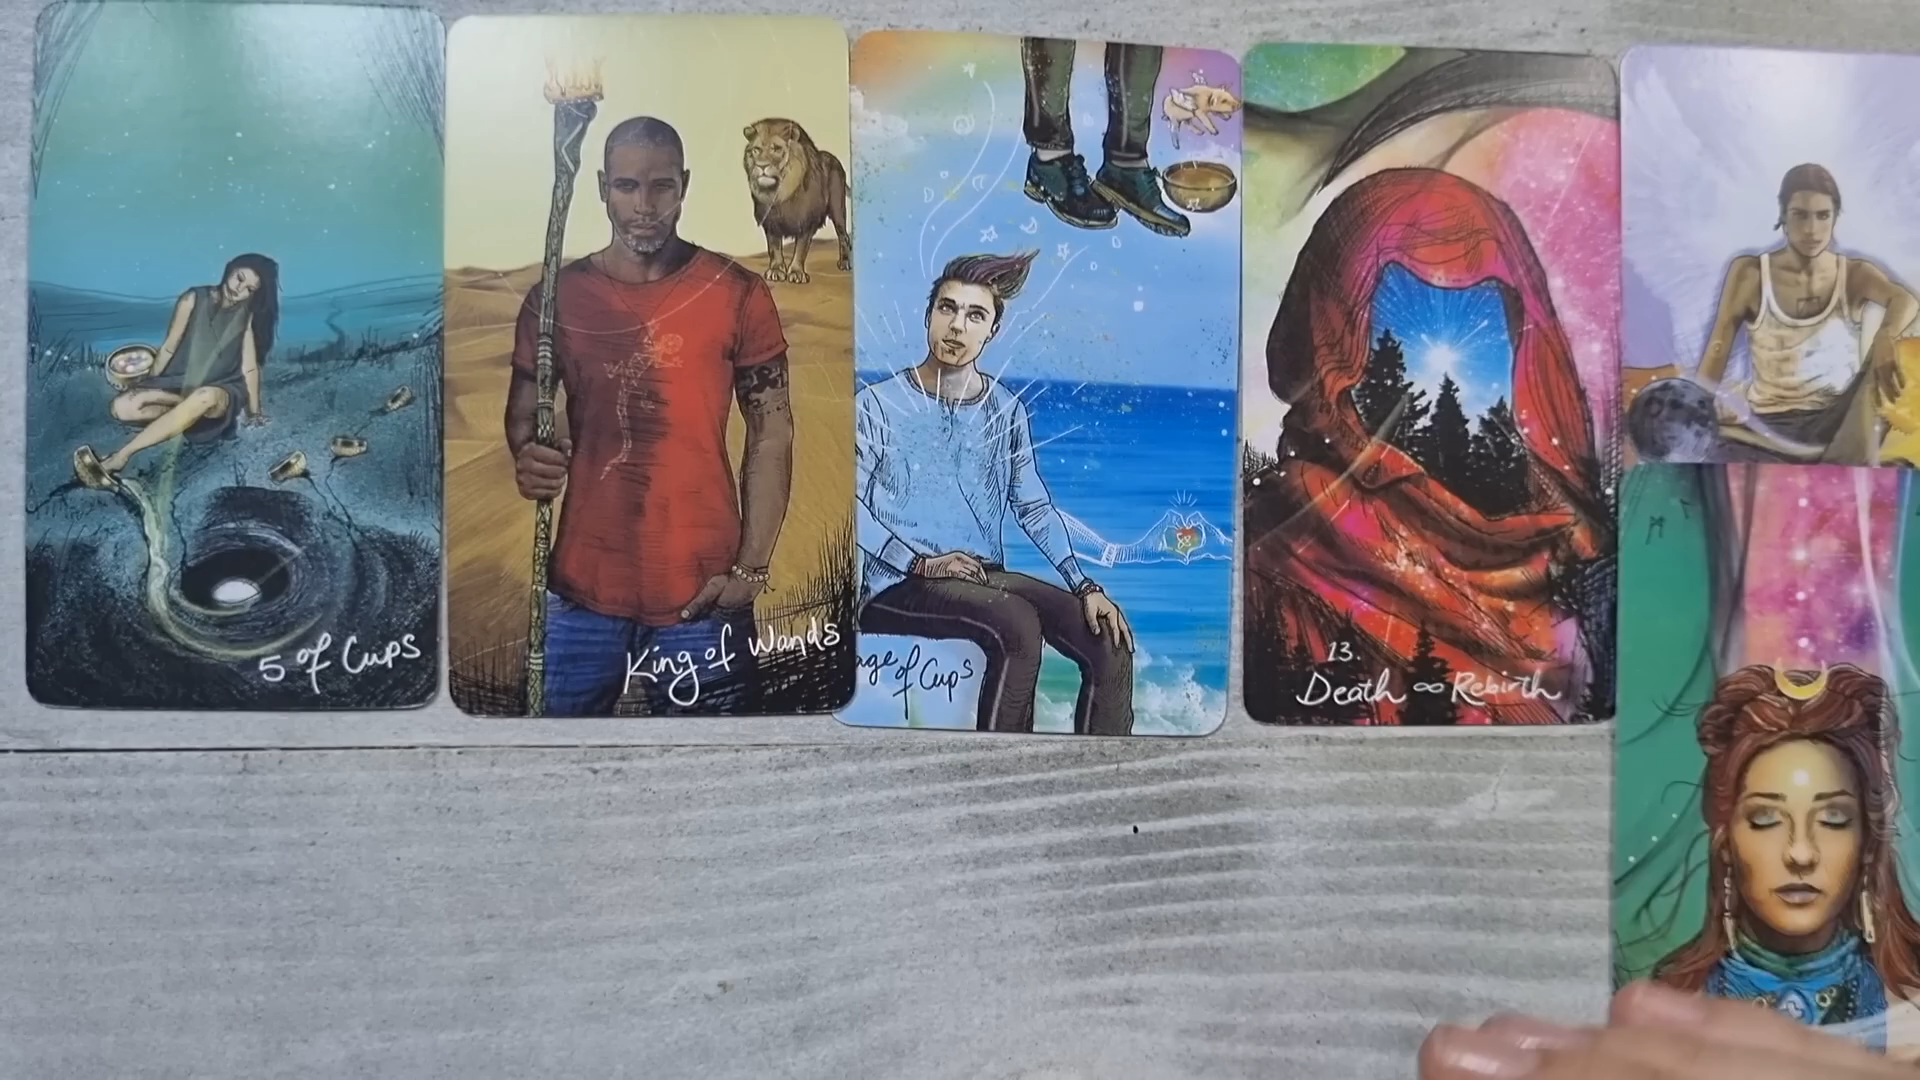 5 of Cups
King of Wands
age of Cups
13.
Death ∞ Rebirth